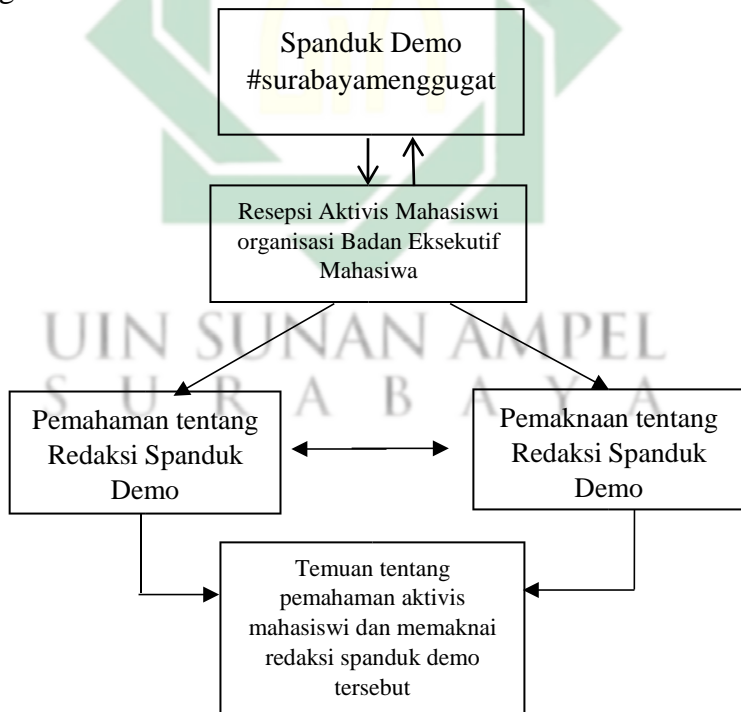 g
Spanduk Demo
#surabayamenggugat
Resepsi Aktivis Mahasiswi
organisasi Badan Eksekutif
Mahasiwa
UIN SUNAN AMPEL
S U R A B A Y A
Pemahaman tentang
Redaksi Spanduk
Demo
Pemaknaan tentang
Redaksi Spanduk
Demo
Temuan tentang
pemahaman aktivis
mahasiswi dan memaknai
redaksi spanduk demo
tersebut